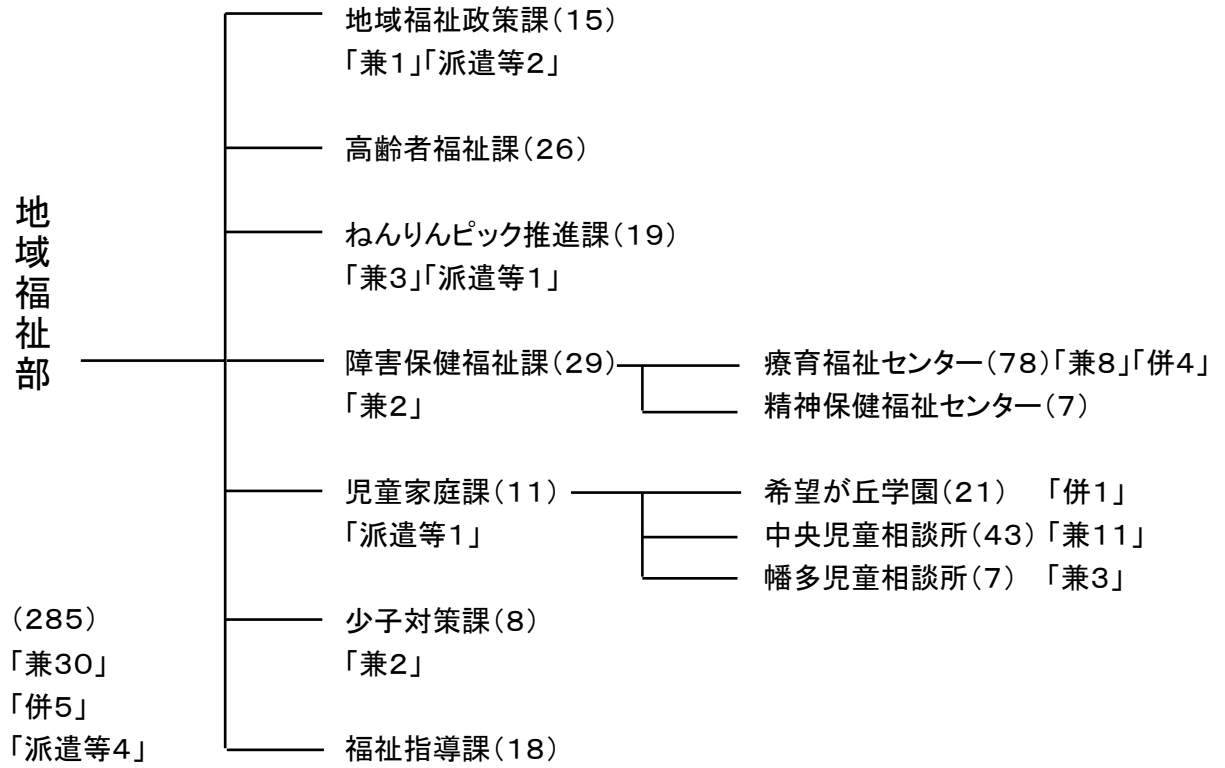 地域福祉政策課(15)
「兼1」「派遣等2」
高齢者福祉課(26)
ねんりんピック推進課(19)
「兼3」「派遣等1」
地域福祉部
障害保健福祉課(29)
「兼2」
療育福祉センター(78)「兼8」「併4」
精神保健福祉センター(7)
児童家庭課(11)
「派遣等1」
希望が丘学園(21) 「併1」
中央児童相談所(43)「兼11」
幡多児童相談所(7) 「兼3」
少子対策課(8)
「兼2」
福祉指導課(18)
(285)
「兼30」
「併5」
「派遣等4」